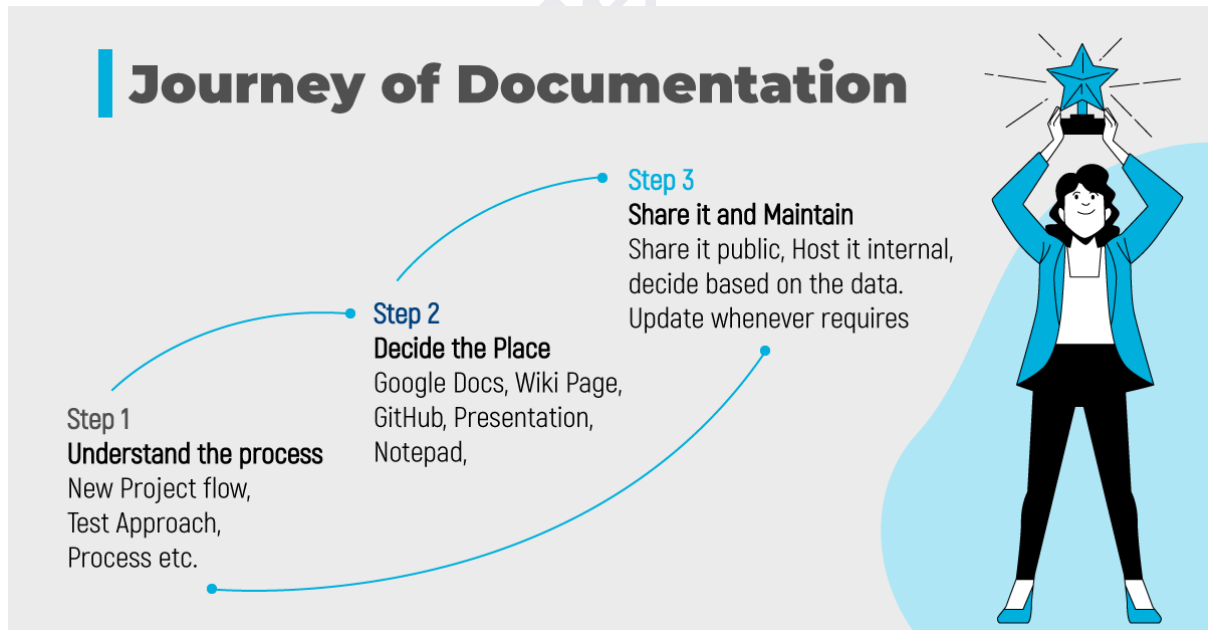 Journey of Documentation
Step 1
Understand the process
New Project flow,
Test Approach,
Process etc.
Step 2
Decide the Place
Google Docs, Wiki Page,
GitHub, Presentation,
Notepad,
Step 3
Share it and Maintain
Share it public, Host it internal,
decide based on the data.
Update whenever requires